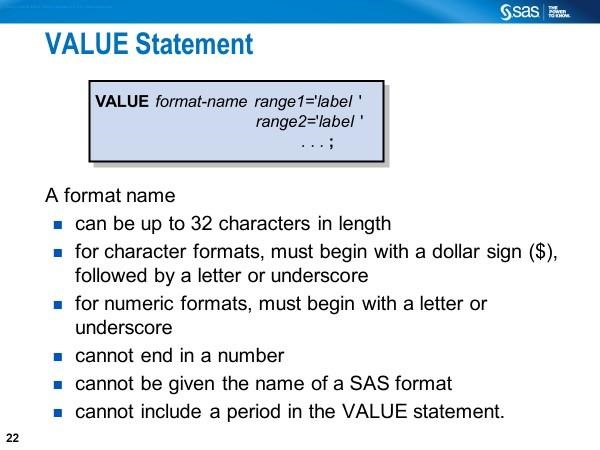 sas
THE
POWER
TO KNOW.
VALUE Statement
VALUE format-name range1='label '
range2='label '
. . . ;
A format name
can be up to 32 characters in length
for character formats, must begin with a dollar sign ($),
followed by a letter or underscore
for numeric formats, must begin with a letter or
underscore
cannot end in a number
cannot be given the name of a SAS format
cannot include a period in the VALUE statement.
22